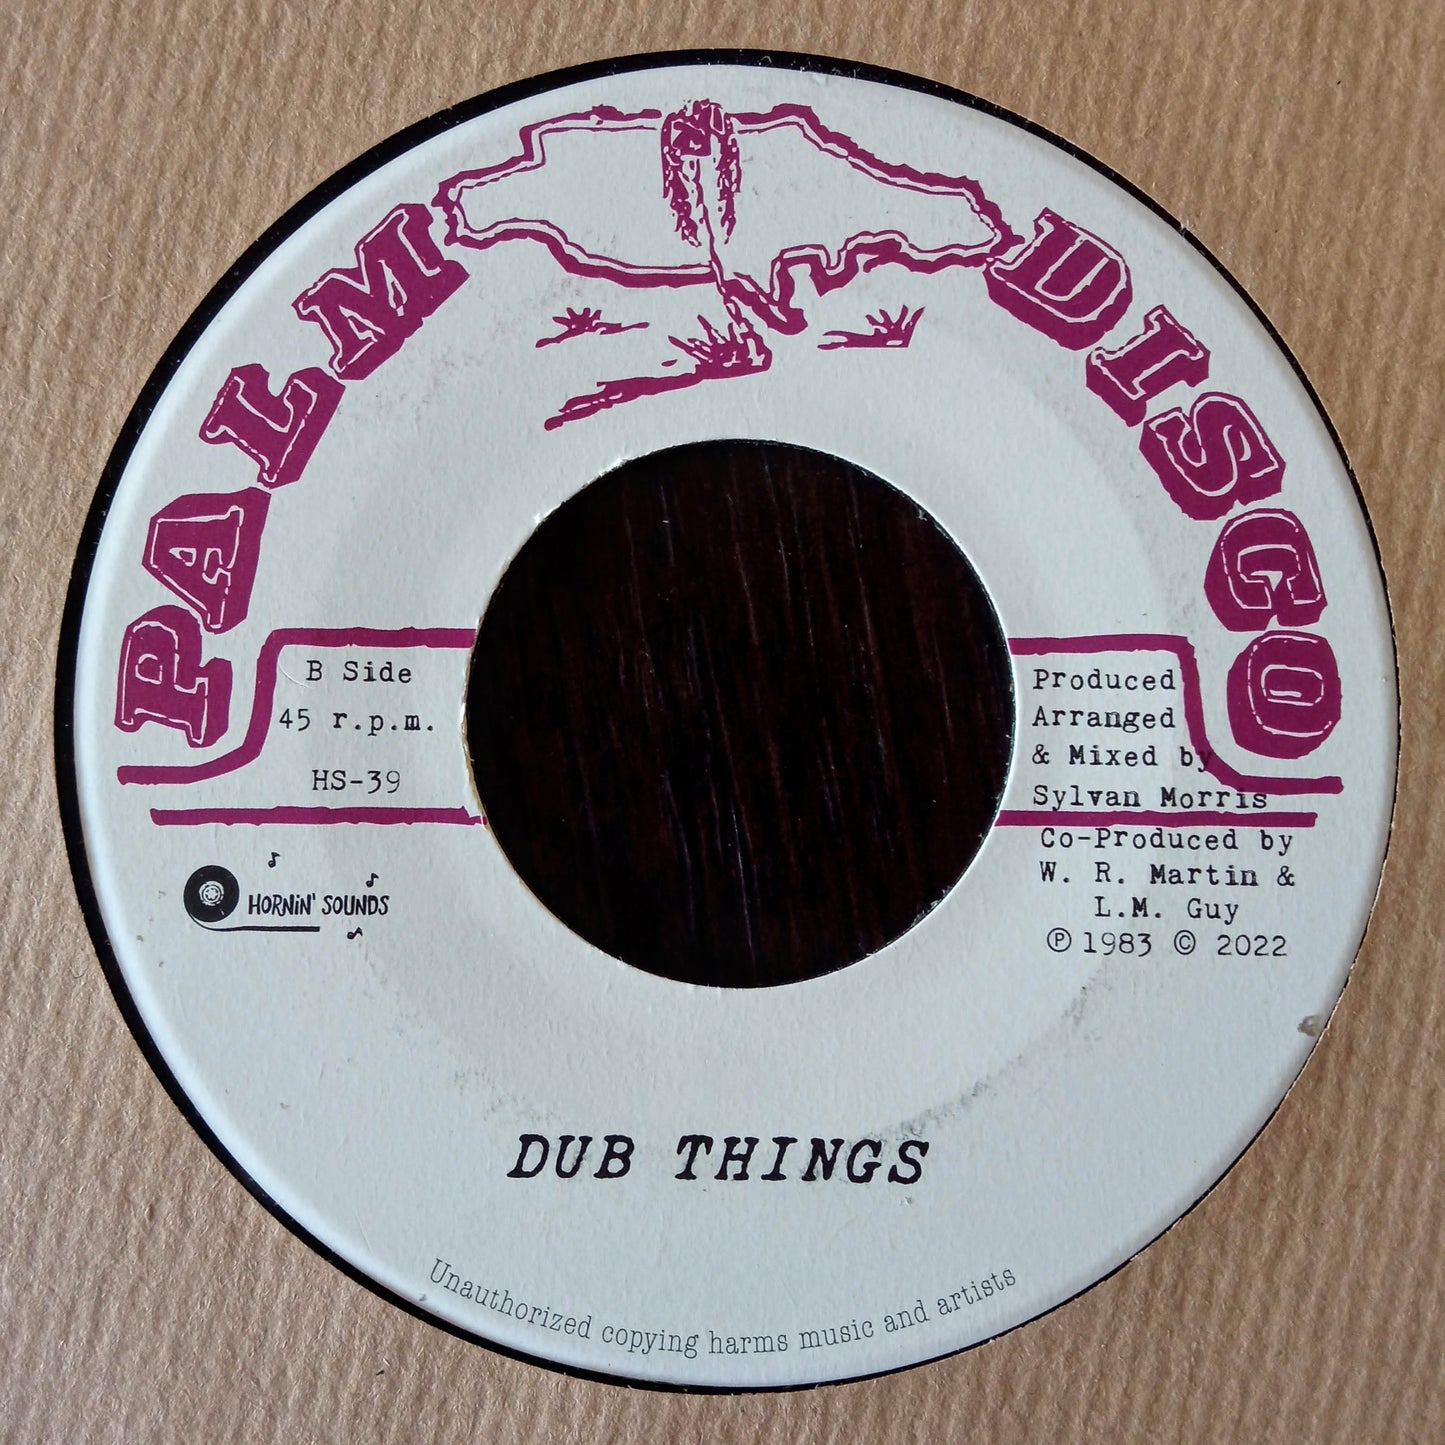 PALM DISCO
B Side
45 r.p.m.
HS-39
HORNiN' SOUNDS
Produced
Arranged
& Mixed by
Sylvan Morris
Co-Produced by
W. R. Martin &
L.M. Guy
℗ 1983 © 2022
DUB THINGS
Unauthorized copying harms music and artists